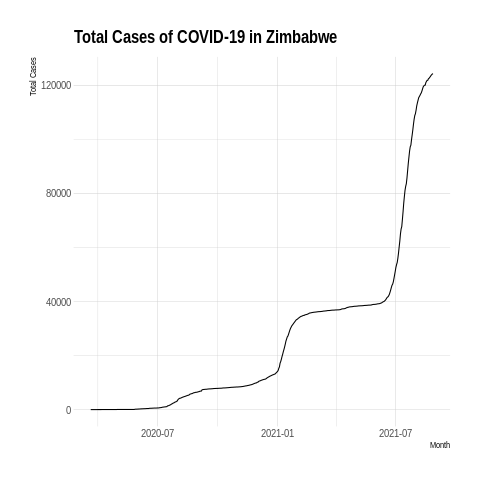 Total Cases of COVID-19 in Zimbabwe
Total Cases
120000
80000
40000
0
2020-07
2021-01
2021-07
Month